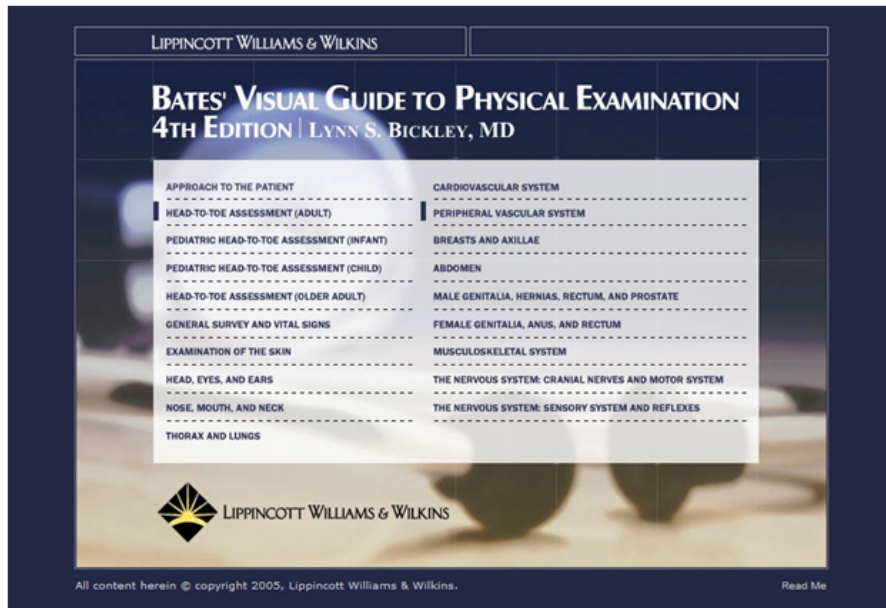 LIPPINCOTT WILLIAMS & WILKINS
BATES' VISUAL GUIDE TO PHYSICAL EXAMINATION
4TH EDITION | LYNN S. BICKLEY, MD
APPROACH TO THE PATIENT
HEAD-TO-TOE ASSESSMENT (ADULT)
PEDIATRIC HEAD-TO-TOE ASSESSMENT (INFANT)
PEDIATRIC HEAD-TO-TOE ASSESSMENT (CHILD)
HEAD-TO-TOE ASSESSMENT (OLDER ADULT)
GENERAL SURVEY AND VITAL SIGNS
EXAMINATION OF THE SKIN
HEAD, EYES, AND EARS
NOSE, MOUTH, AND NECK
THORAX AND LUNGS
CARDIOVASCULAR SYSTEM
PERIPHERAL VASCULAR SYSTEM
BREASTS AND AXILLAE
ABDOMEN
MALE GENITALIA, HERNIAS, RECTUM, AND PROSTATE
FEMALE GENITALIA, ANUS, AND RECTUM
MUSCULOSKELETAL SYSTEM
THE NERVOUS SYSTEM: CRANIAL NERVES AND MOTOR SYSTEM
THE NERVOUS SYSTEM: SENSORY SYSTEM AND REFLEXES
LIPPINCOTT WILLIAMS & WILKINS
All content herein © copyright 2005, Lippincott Williams & Wilkins.
Read Me